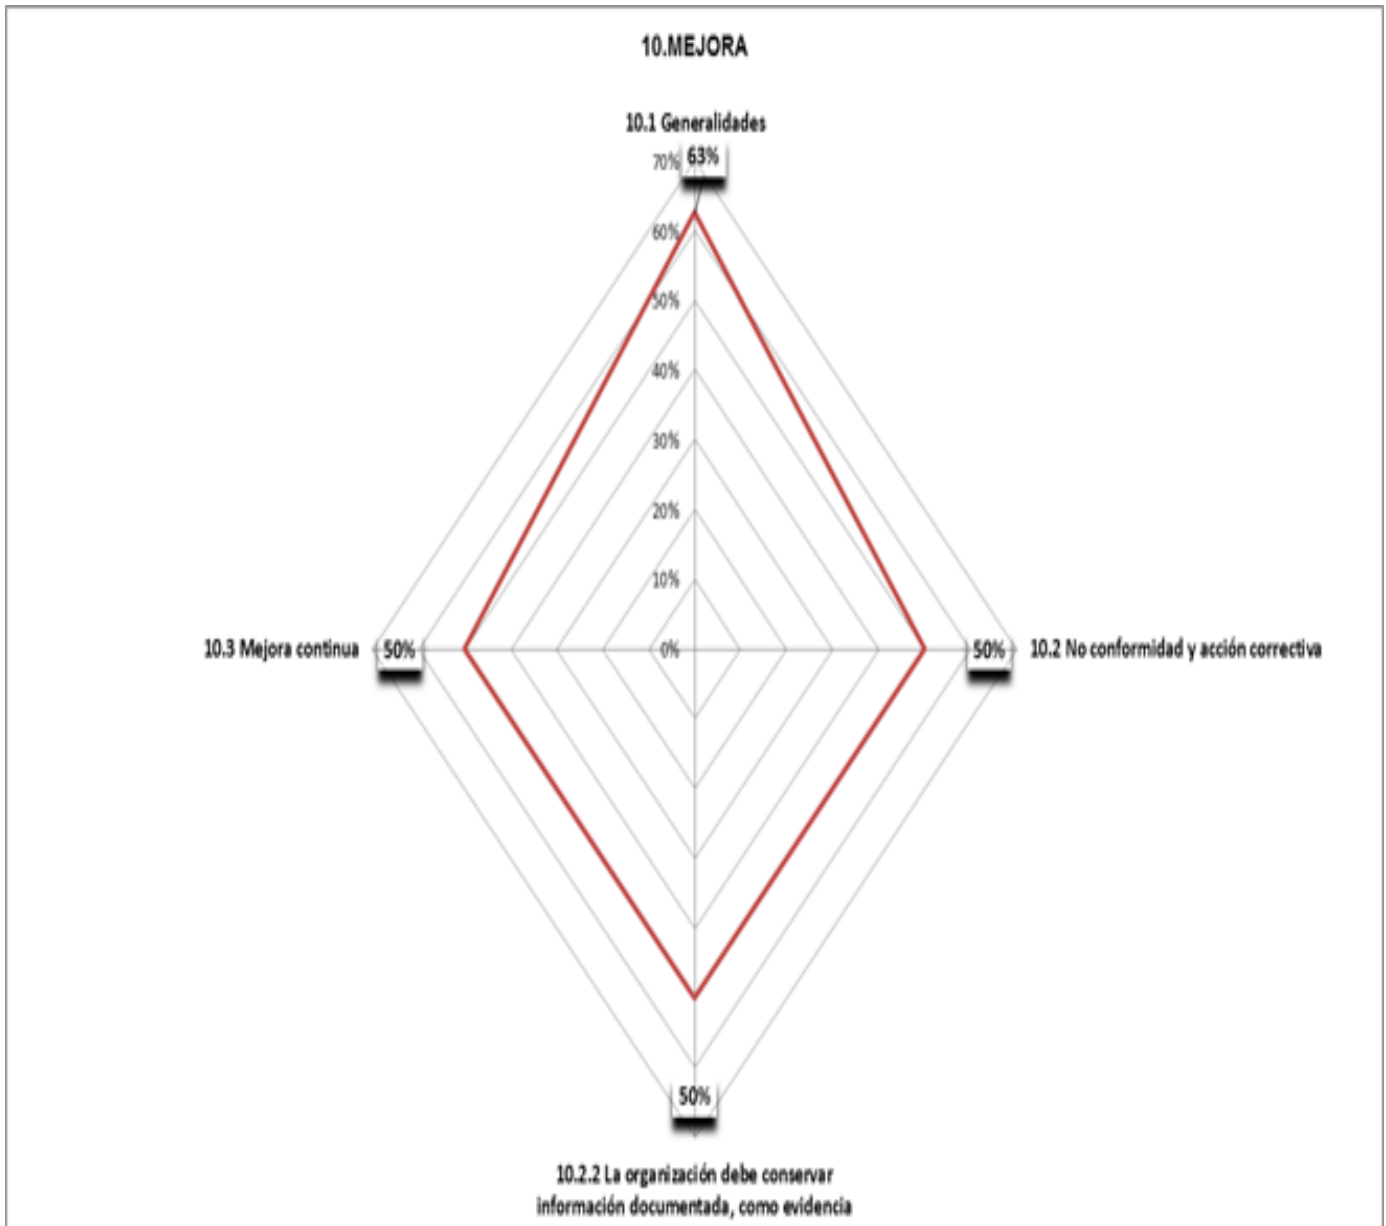 10.MEJORA
10.1 Generalidades
63%
70%
60%
50%
40%
30%
20%
10%
0%
10.3 Mejora continua
50%
50%
10.2 No conformidad y acción correctiva
50%
10.2.2 La organización debe conservar
información documentada, como evidencia